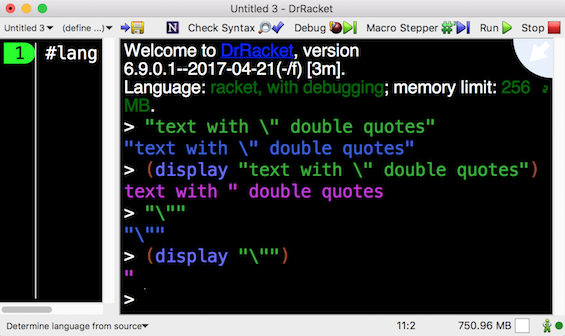 Untitled 3 - DrRacket
Untitled 3▾ (define ...)▾ Check Syntax Debug Macro Stepper Run Stop
1 #lang
Welcome to DrRacket, version
6.9.0.1--2017-04-21(-/f) [3m].
Language: racket, with debugging; memory limit: 256
MB.
> "text with \" double quotes"
"text with \" double quotes"
> (display "text with \" double quotes")
text with " double quotes
> "\""
"\""
> (display "\"")
"
>
Determine language from source▾ 11:2 750.96 MB